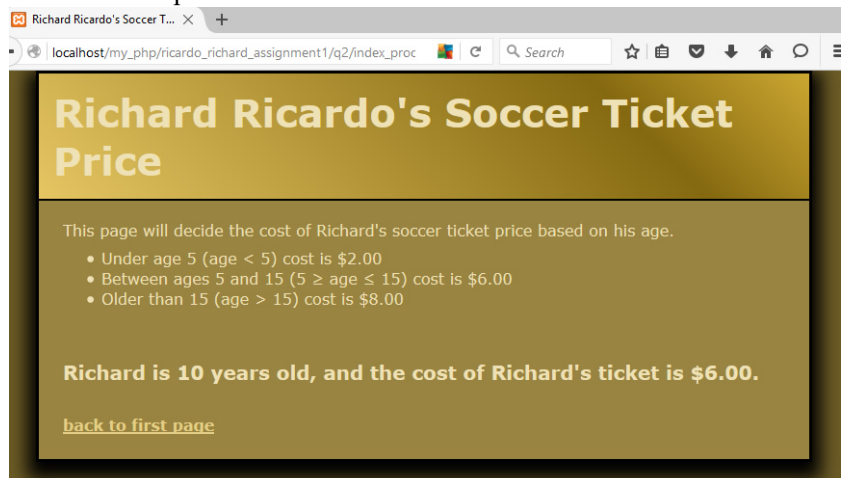 Richard Ricardo's Soccer T...
localhost/my_php/ricardo_richard_assignment1/q2/index_proc
Search
Richard Ricardo's Soccer Ticket
Price
This page will decide the cost of Richard's soccer ticket price based on his age.
• Under age 5 (age < 5) cost is $2.00
• Between ages 5 and 15 (5 ≥ age ≤ 15) cost is $6.00
• Older than 15 (age > 15) cost is $8.00
Richard is 10 years old, and the cost of Richard's ticket is $6.00.
back to first page